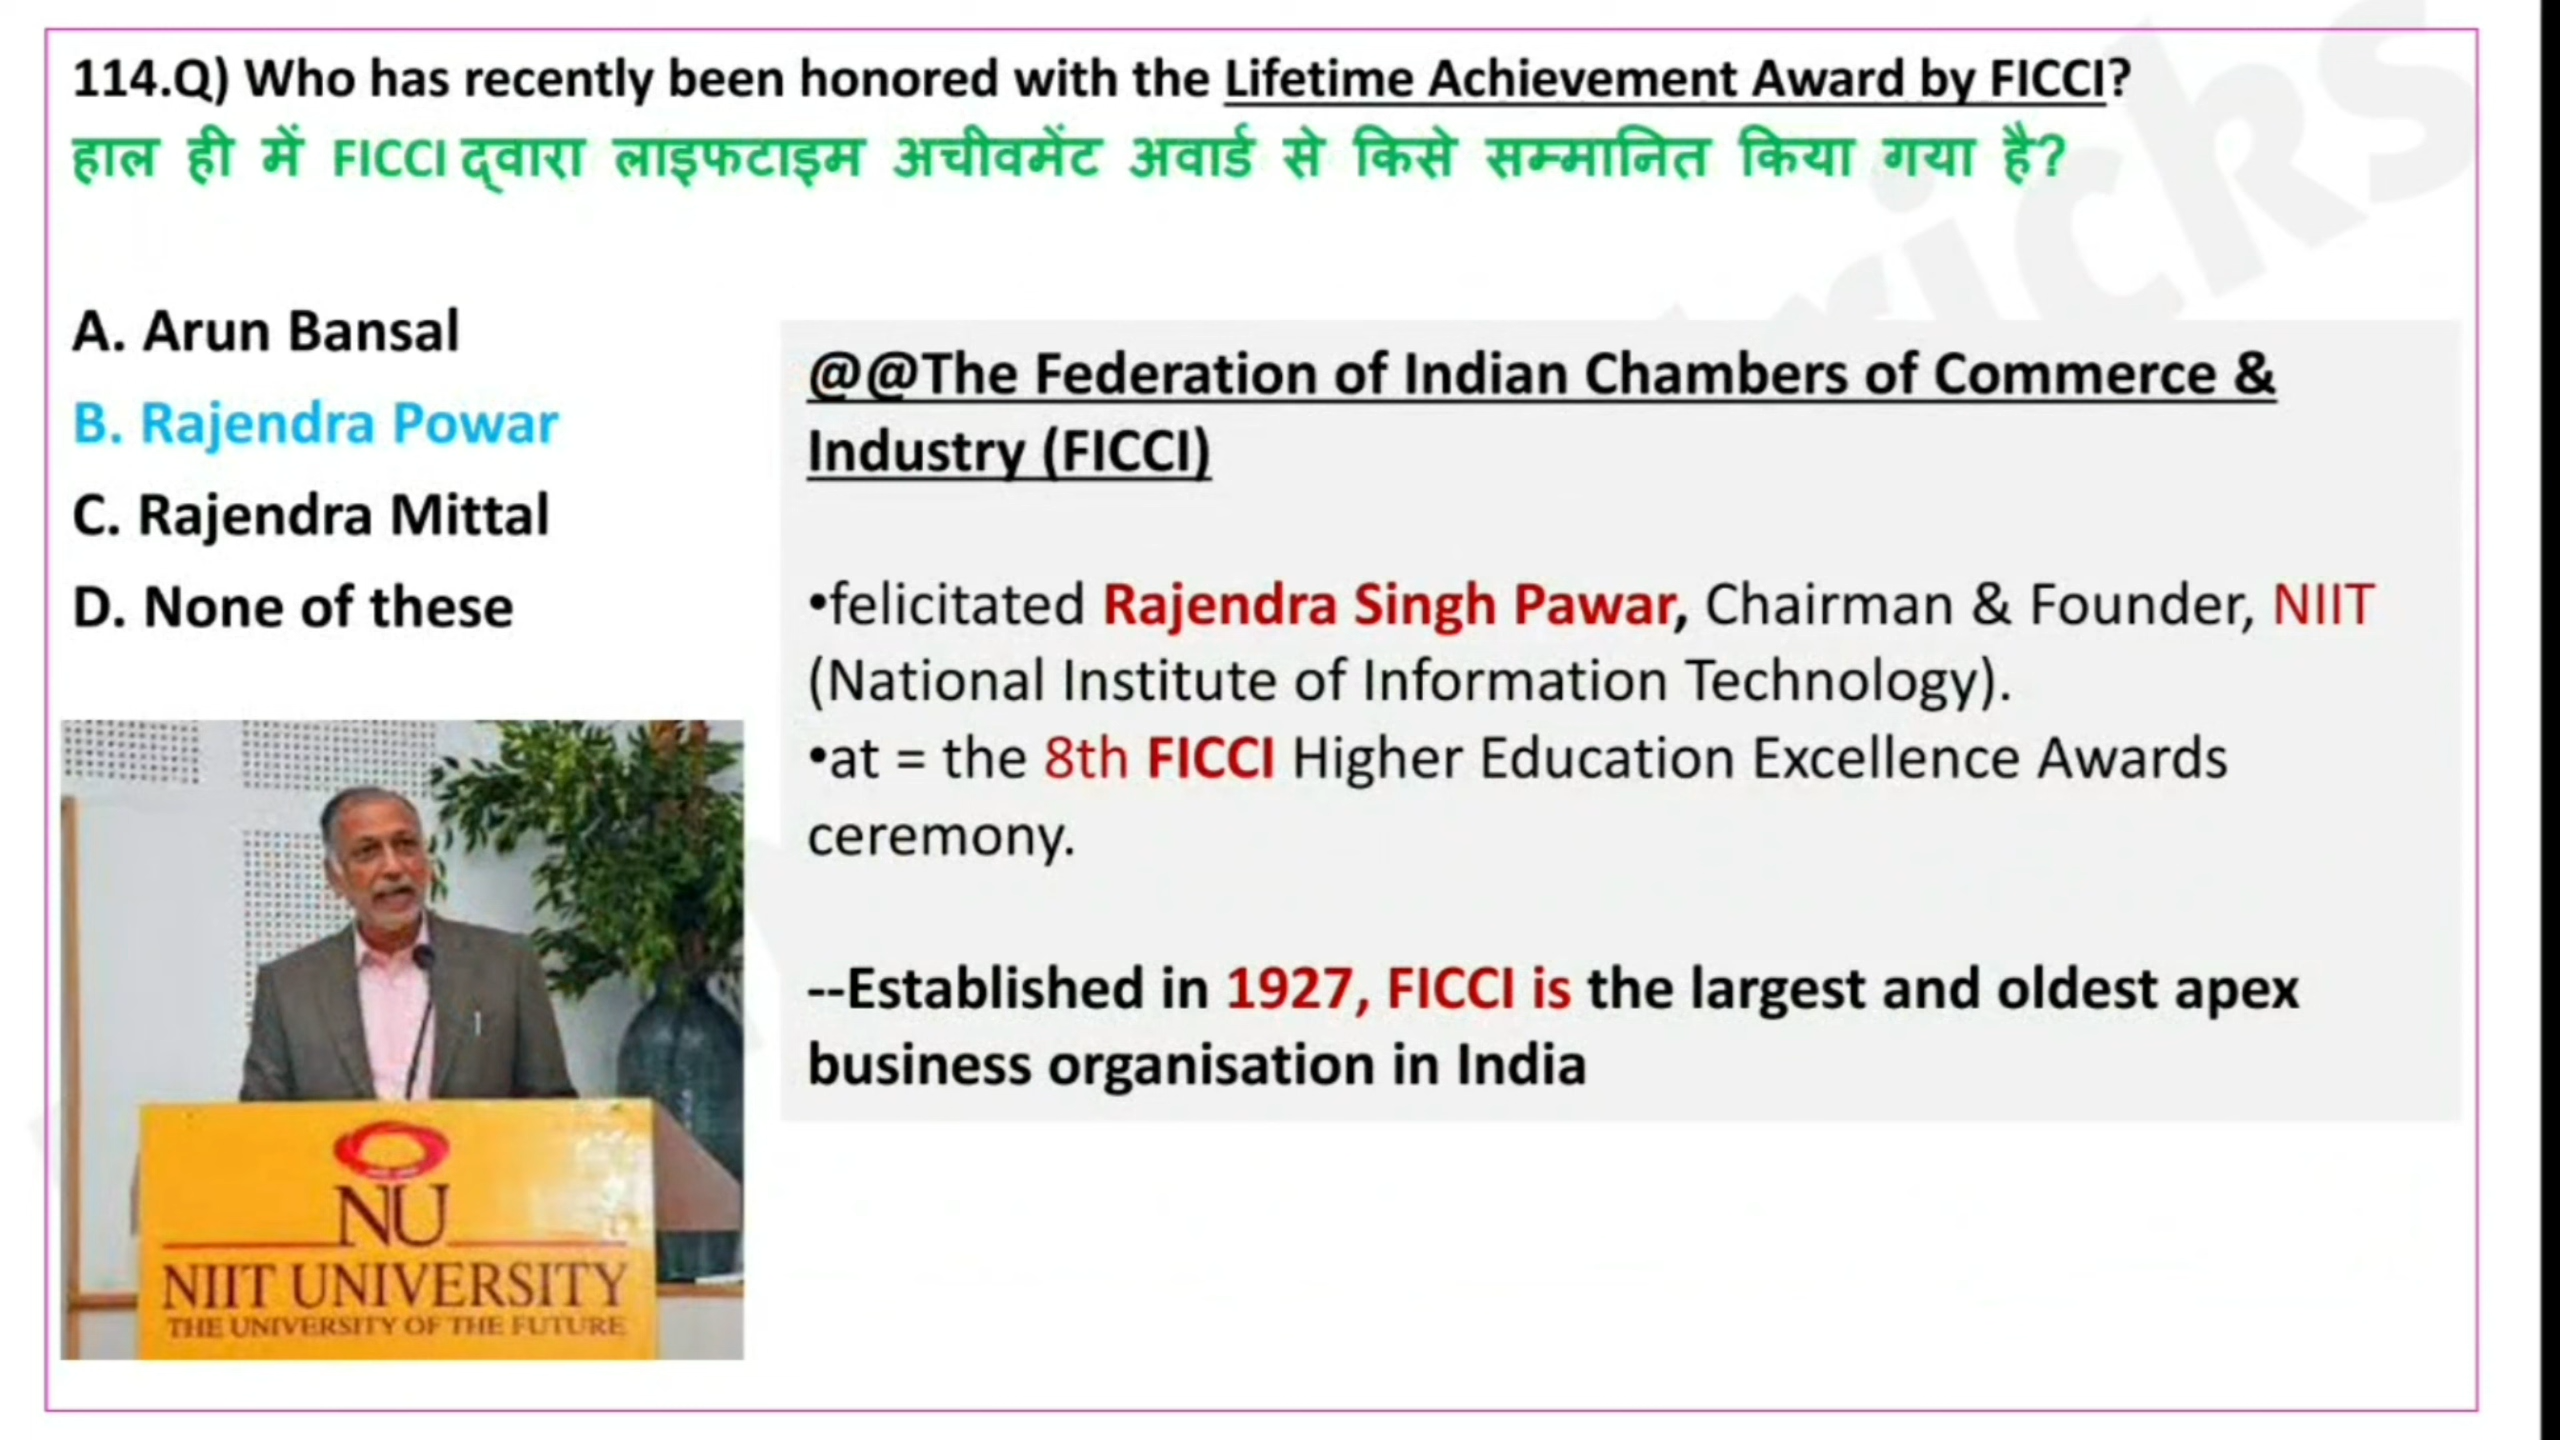 114.Q) Who has recently been honored with the Lifetime Achievement Award by FICCI?
हाल ही में FICCI द्वारा लाइफटाइम अचीवमेंट अवार्ड से किसे सम्मानित किया गया है?
A. Arun Bansal
B. Rajendra Powar
C. Rajendra Mittal
D. None of these
@@The Federation of Indian Chambers of Commerce &
Industry (FICCI)
•felicitated Rajendra Singh Pawar, Chairman & Founder, NIIT
(National Institute of Information Technology).
•at = the 8th FICCI Higher Education Excellence Awards
ceremony.
--Established in 1927, FICCI is the largest and oldest apex
business organisation in India
NU
NIIT UNIVERSITY
THE UNIVERSITY OF THE FUTURE